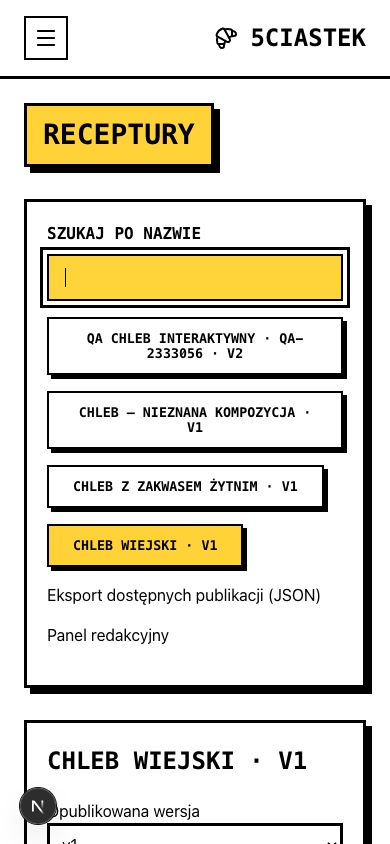 5CIASTEK
RECEPTURY
SZUKAJ PO NAZWIE
QA CHLEB INTERAKTYWNY · QA–
2333056 · V2
CHLEB — NIEZNANA KOMPOZYCJA ·
V1
CHLEB Z ZAKWASEM ŻYTNIM · V1
CHLEB WIEJSKI · V1
Eksport dostępnych publikacji (JSON)
Panel redakcyjny
CHLEB WIEJSKI · V1
N
Opublikowana wersja
v1